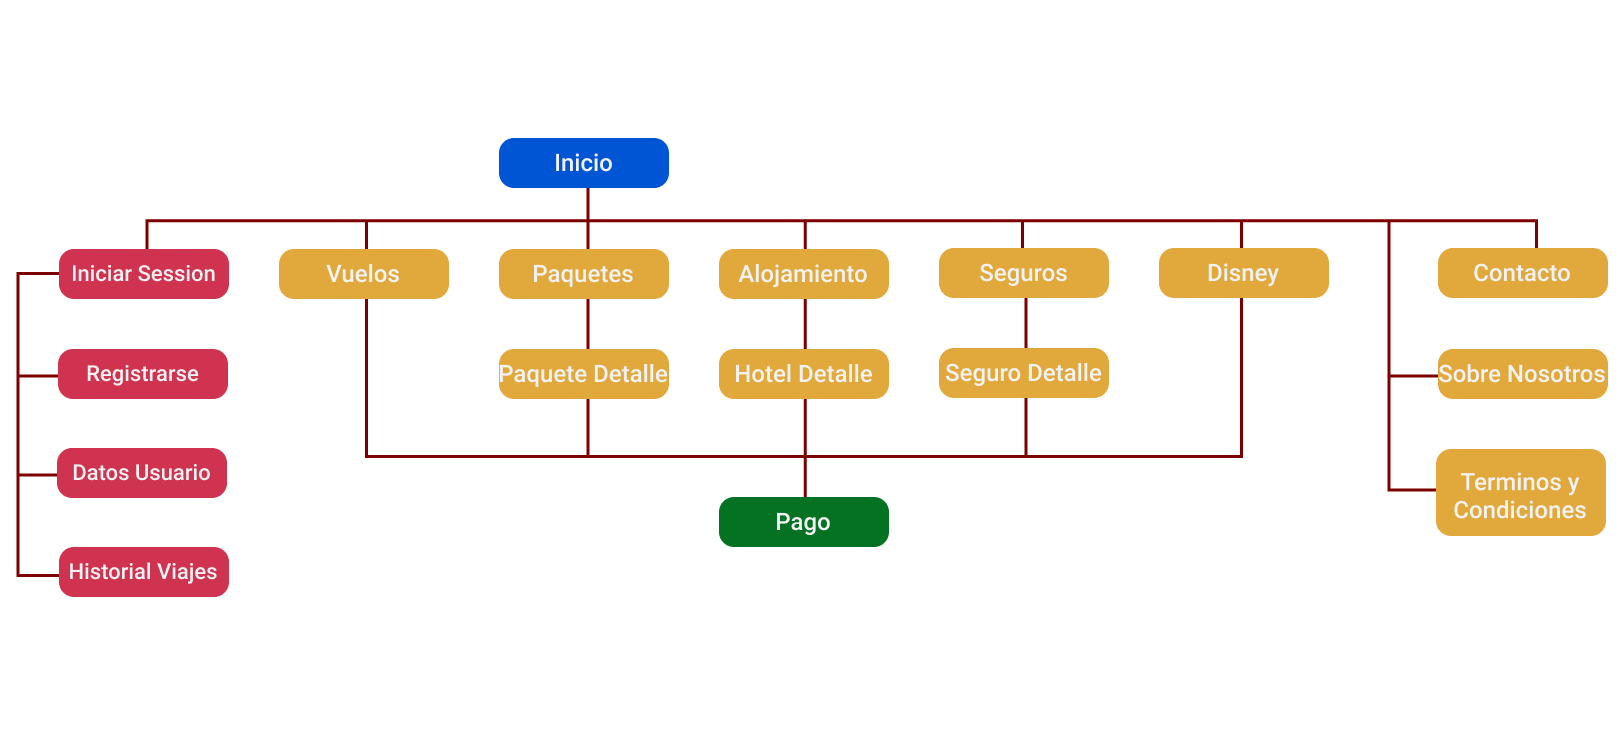 Inicio
Iniciar Session
Vuelos
Paquetes
Alojamiento
Seguros
Disney
Contacto
Registrarse
Paquete Detalle
Hotel Detalle
Seguro Detalle
Sobre Nosotros
Datos Usuario
Terminos y
Condiciones
Pago
Historial Viajes